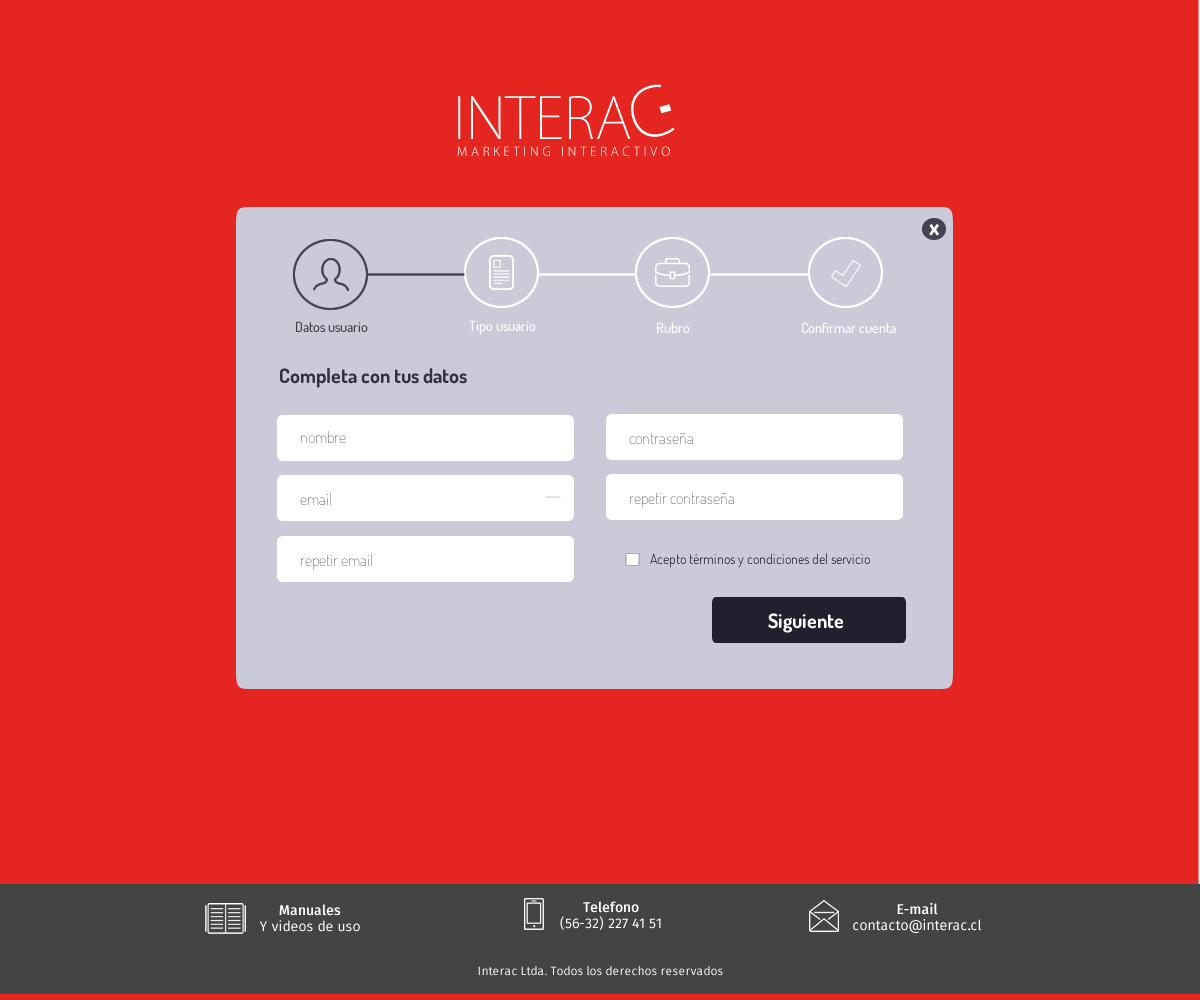 INTERAC
MARKETING INTERACTIVO
x
Datos usuario
Tipo usuario
Rubro
Confirmar cuenta
Completa con tus datos
nombre
contraseña
email
repetir contraseña
repetir email
Acepto términos y condiciones del servicio
Siguiente
Manuales
Y videos de uso
Telefono
(56-32) 227 41 51
E-mail
contacto@interac.cl
Interac Ltda. Todos los derechos reservados